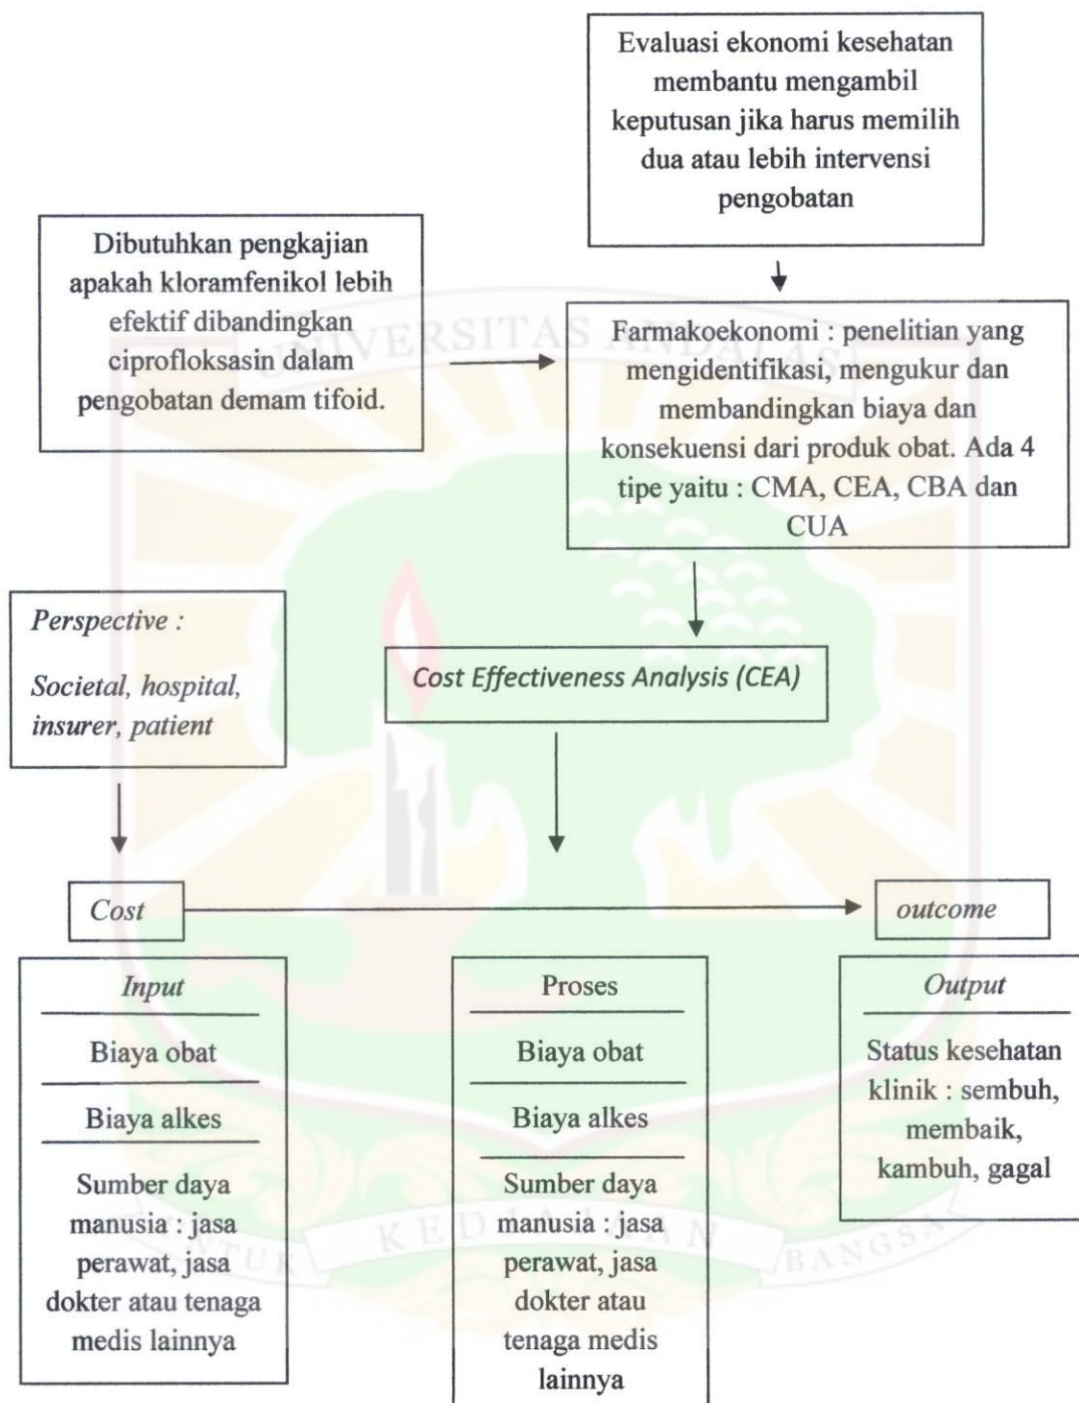 Evaluasi ekonomi kesehatan
membantu mengambil
keputusan jika harus memilih
dua atau lebih intervensi
pengobatan
Dibutuhkan pengkajian
apakah kloramfenikol lebih
efektif dibandingkan
ciprofloksasin dalam
pengobatan demam tifoid.
Farmakoekonomi : penelitian yang
mengidentifikasi, mengukur dan
membandingkan biaya dan
konsekuensi dari produk obat. Ada 4
tipe yaitu : CMA, CEA, CBA dan
CUA
UNIVERSITAS ANDALAS
Perspective :
Societal, hospital,
insurer, patient
Cost Effectiveness Analysis (CEA)
Cost
outcome
Input
Biaya obat
Biaya alkes
Sumber daya
manusia : jasa
perawat, jasa
dokter atau tenaga
medis lainnya
Proses
Biaya obat
Biaya alkes
Sumber daya
manusia : jasa
perawat, jasa
dokter atau
tenaga medis
lainnya
Output
Status kesehatan
klinik : sembuh,
membaik,
kambuh, gagal
UNTUK KEDJAJAAN BANGSA